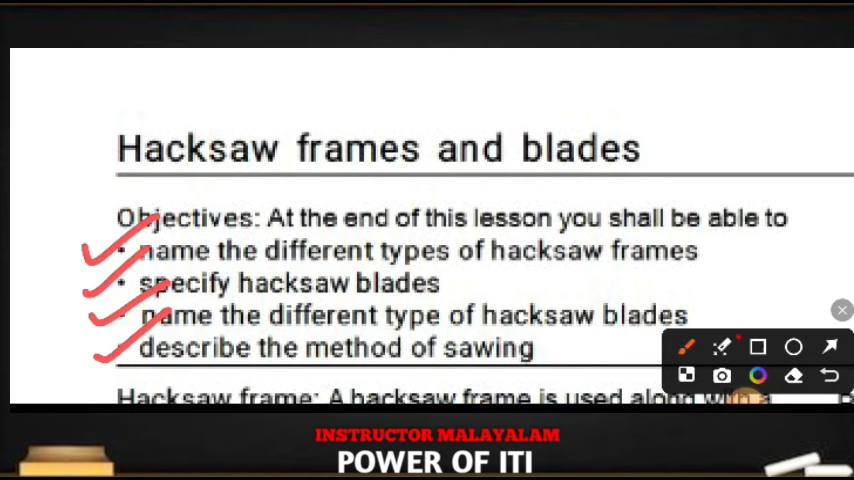 Hacksaw frames and blades
Objectives: At the end of this lesson you shall be able to
• name the different types of hacksaw frames
• specify hacksaw blades
• name the different type of hacksaw blades
• describe the method of sawing
Hacksaw frame: A hacksaw frame is used along with a
INSTRUCTOR MALAYALAM
POWER OF ITI